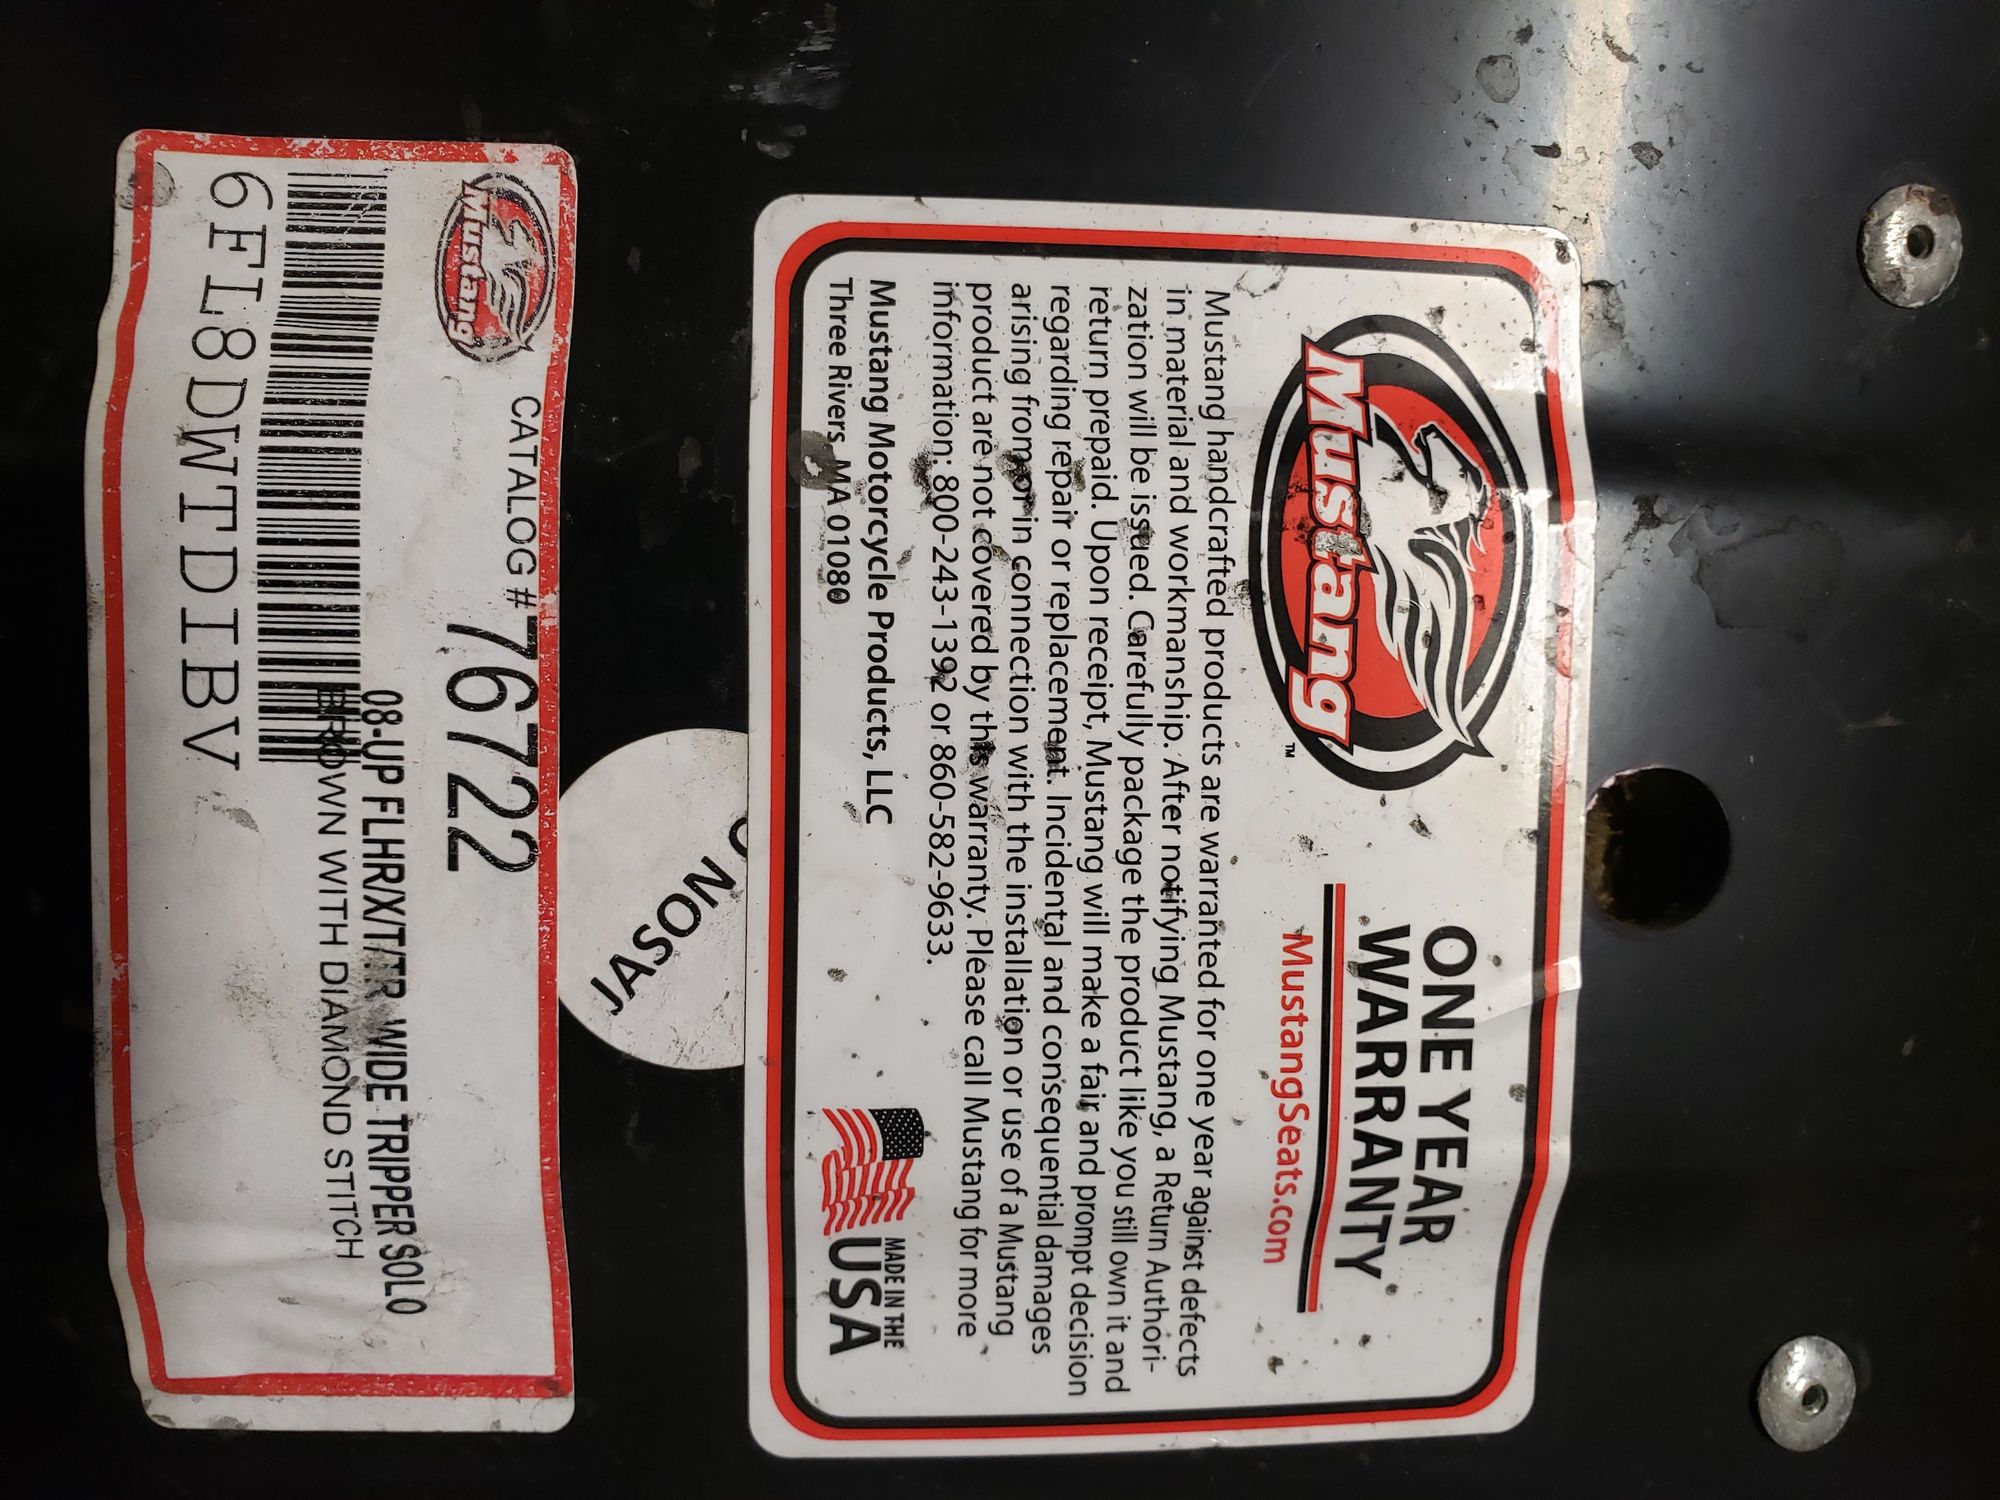 Mustang
TM
ONE YEAR
WARRANTY
MustangSeats.com
Mustang handcrafted products are warranted for one year against defects
in material and workmanship. After notifying Mustang, a Return Authori-
zation will be issued. Carefully package the product like you still own it and
return prepaid. Upon receipt, Mustang will make a fair and prompt decision
regarding repair or replacement. Incidental and consequential damages
arising from or in connection with the installation or use of a Mustang
product are not covered by this warranty. Please call Mustang for more
information: 800-243-1392 or 860-582-9633.
Mustang Motorcycle Products, LLC
Three Rivers, MA 01080
MADE IN THE
USA
JASON
Mustang
CATALOG # 76722
08-UP FLHR/X/T/TR WIDE TRIPPER SOLO
BROWN WITH DIAMOND STITCH
6FL8DWTDIBV